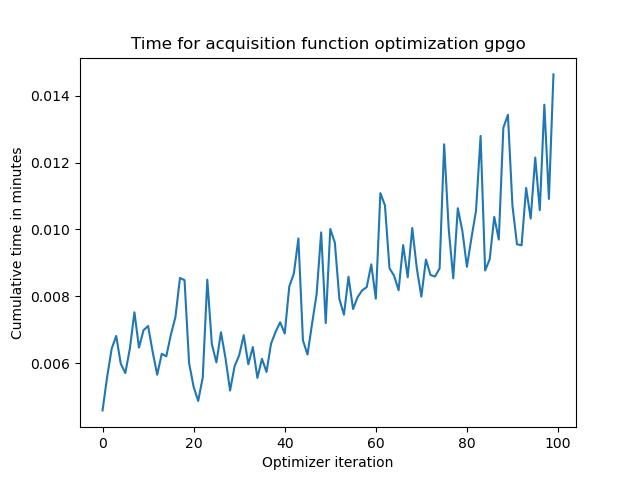 Time for acquisition function optimization gpgo
0.014
0.012
0.010
0.008
0.006
Cumulative time in minutes
0 20 40 60 80 100
Optimizer iteration